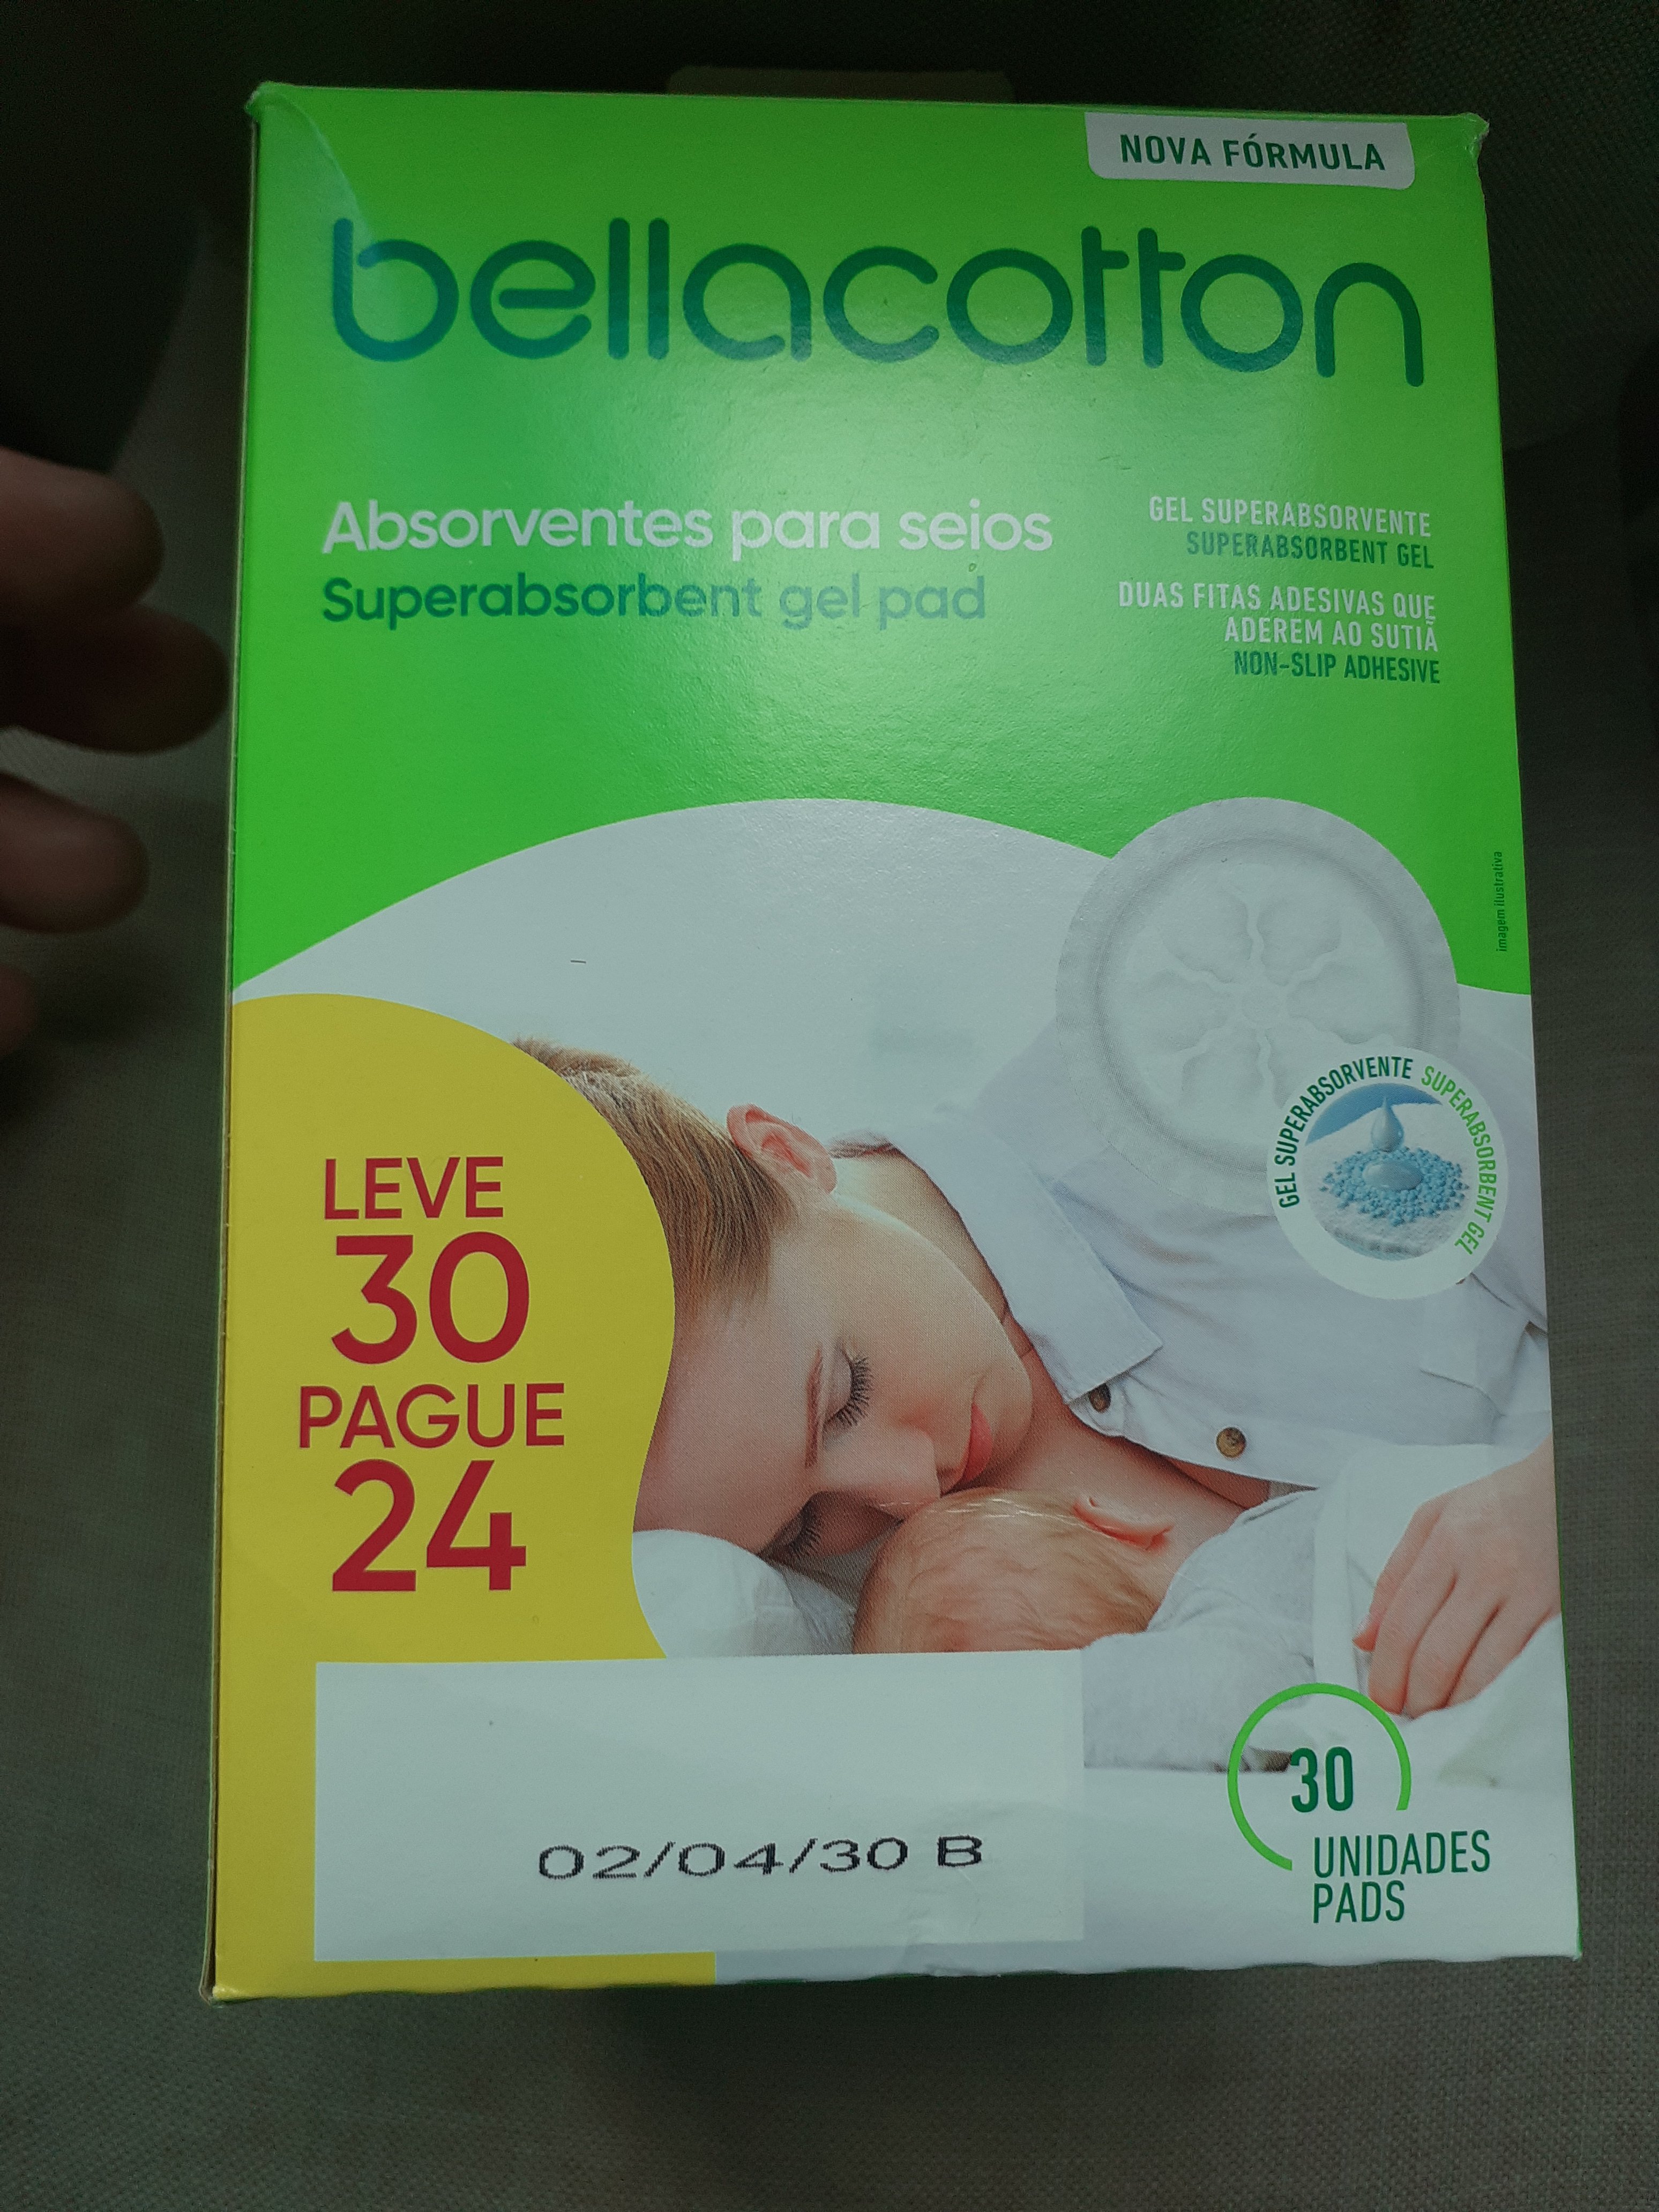 NOVA FÓRMULA
bellacotton
Absorventes para seios
Superabsorbent gel pad
GEL SUPERABSORVENTE
SUPERABSORBENT GEL
DUAS FITAS ADESIVAS QUE
ADEREM AO SUTIÃ
NON-SLIP ADHESIVE
imagem ilustrativa
GEL SUPERABSORVENTE SUPERABSORBENT GEL
LEVE
30
PAGUE
24
02/04/30 B
30
UNIDADES
PADS